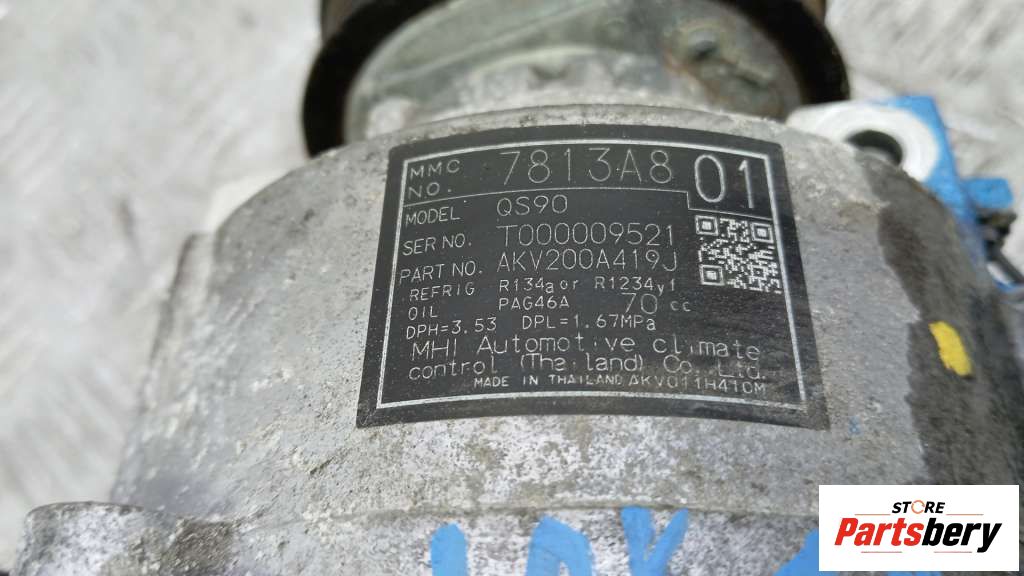 MMC NO. 7813A8 01
MODEL QS90
SER NO. T000009521
PART NO. AKV200A419J
REFRIG R134a or R1234yf
OIL PAG46A 70 cc
DPH=3.53 DPL=1.67MPa
MHI Automotive climate
control (Thailand) Co., Ltd.
MADE IN THAILAND AKV011H410M
STORE
Partsbery